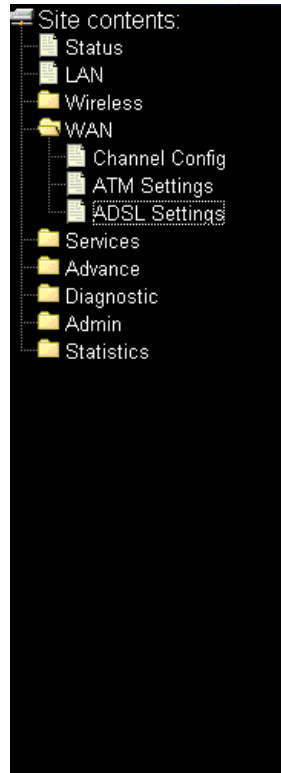 Site contents:
Status
LAN
Wireless
WAN
Channel Config
ATM Settings
ADSL Settings
Services
Advance
Diagnostic
Admin
Statistics